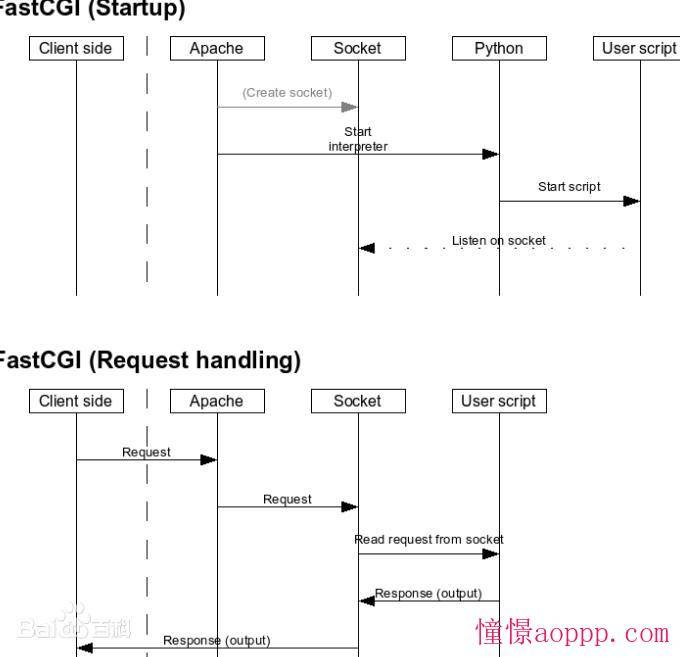 FastCGI (Startup)
Client side
Apache
Socket
Python
User script
(Create socket)
Start
interpreter
Start script
Listen on socket
FastCGI (Request handling)
Client side
Apache
Socket
User script
Request
Request
Read request from socket
Response (output)
Response (output)
Baidu百科
憧憬aoppp.com